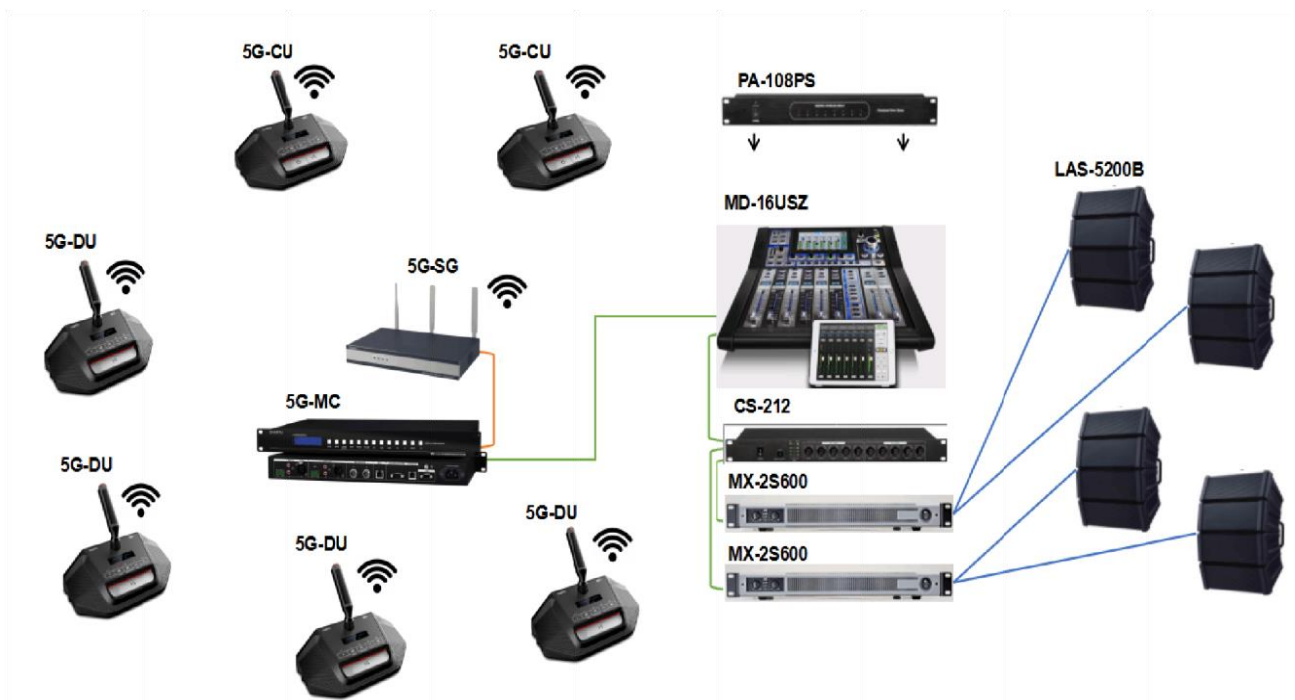 5G-CU
5G-CU
PA-108PS
LAS-5200B
MD-16USZ
5G-DU
5G-SG
5G-MC
CS-212
5G-DU
MX-2S600
5G-DU
5G-DU
MX-2S600